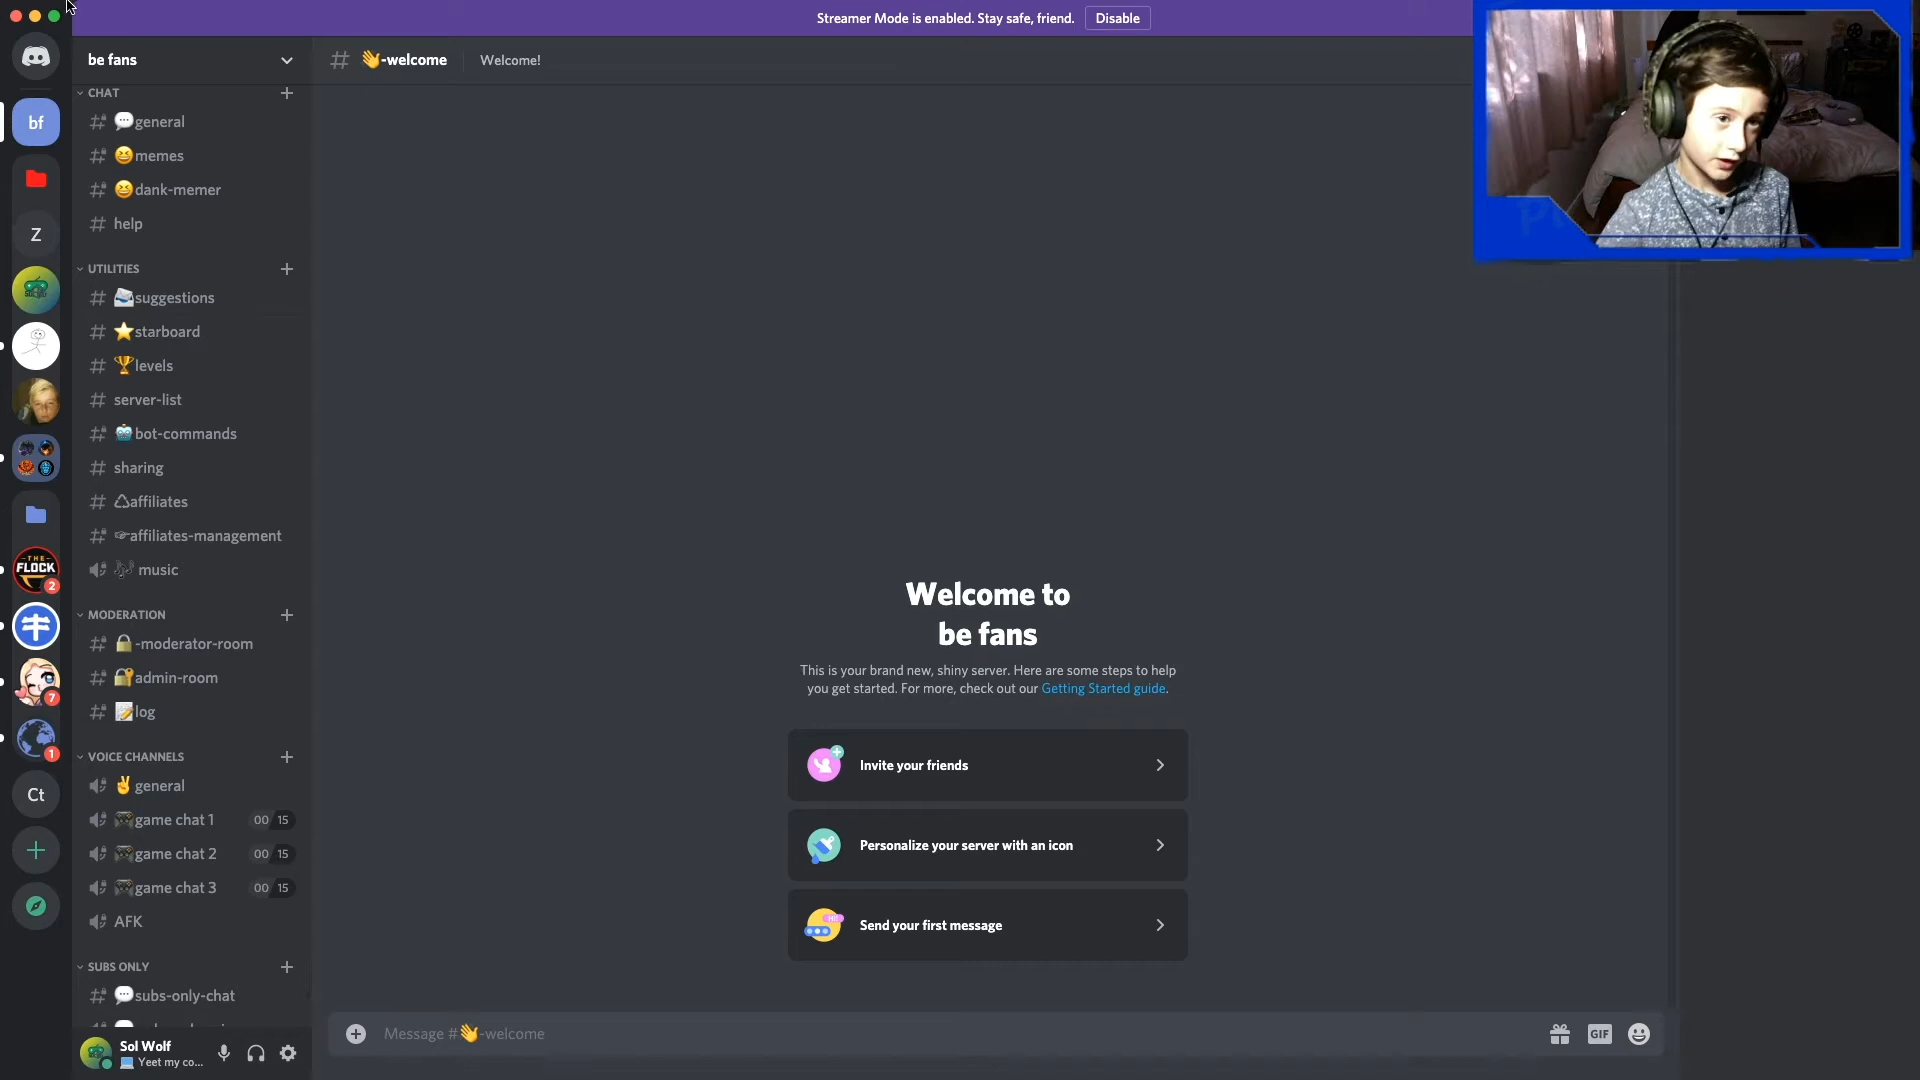 Streamer Mode is enabled. Stay safe, friend. Disable
be fans
# 👋-welcome Welcome!
CHAT
💬general
😆memes
😆dank-memer
help
UTILITIES
📨suggestions
⭐starboard
🏆levels
server-list
🤖bot-commands
sharing
♺affiliates
☞affiliates-management
🎶 music
MODERATION
🔒-moderator-room
🔐admin-room
📝log
VOICE CHANNELS
✌general
🎮game chat 1 00 15
🎮game chat 2 00 15
🎮game chat 3 00 15
AFK
SUBS ONLY
💬subs-only-chat
Sol Wolf
💻 Yeet my co...
bf
Z
THE
FLOCK
2
7
1
Ct
Welcome to
be fans
This is your brand new, shiny server. Here are some steps to help
you get started. For more, check out our Getting Started guide.
Invite your friends
Personalize your server with an icon
HI!
Send your first message
Message #👋-welcome
GIF